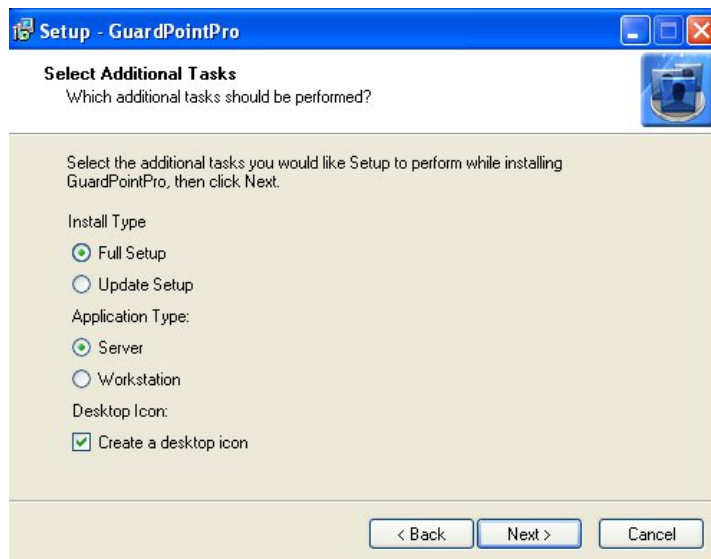 Setup - GuardPointPro
Select Additional Tasks
Which additional tasks should be performed?
Select the additional tasks you would like Setup to perform while installing
GuardPointPro, then click Next.
Install Type
Full Setup
Update Setup
Application Type:
Server
Workstation
Desktop Icon:
Create a desktop icon
< Back Next > Cancel